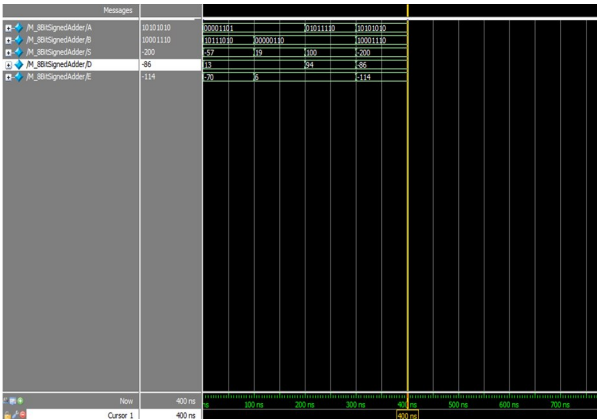 Messages
/M_8BitSignedAdder/A 10101010 00001101 01011110 10101010
/M_8BitSignedAdder/B 10001110 10111010 00000110 10001110
/M_8BitSignedAdder/S -200 -57 19 100 -200
/M_8BitSignedAdder/D -86 13 94 -86
/M_8BitSignedAdder/E -114 -70 6 -114
Now 400 ns ns 100 ns 200 ns 300 ns 400 ns 500 ns 600 ns 700 ns
Cursor 1 400 ns 400 ns